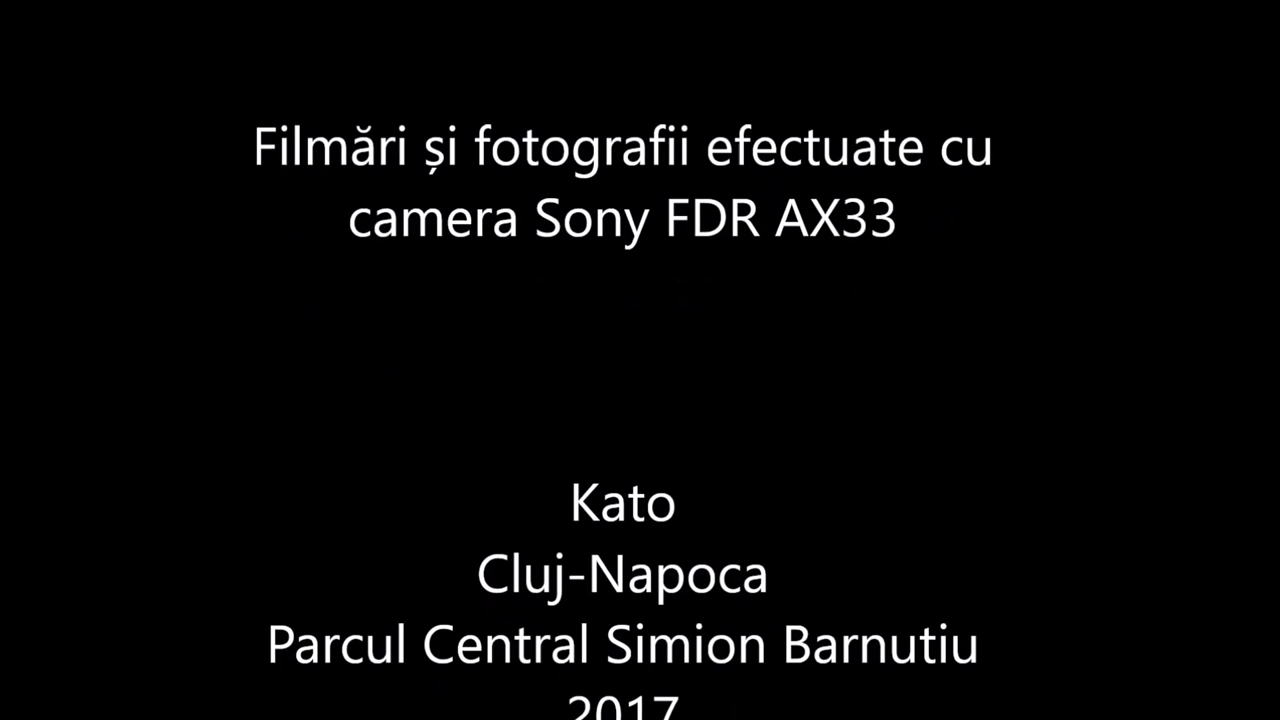 Filmări și fotografii efectuate cu
camera Sony FDR AX33
Kato
Cluj-Napoca
Parcul Central Simion Barnutiu
2017